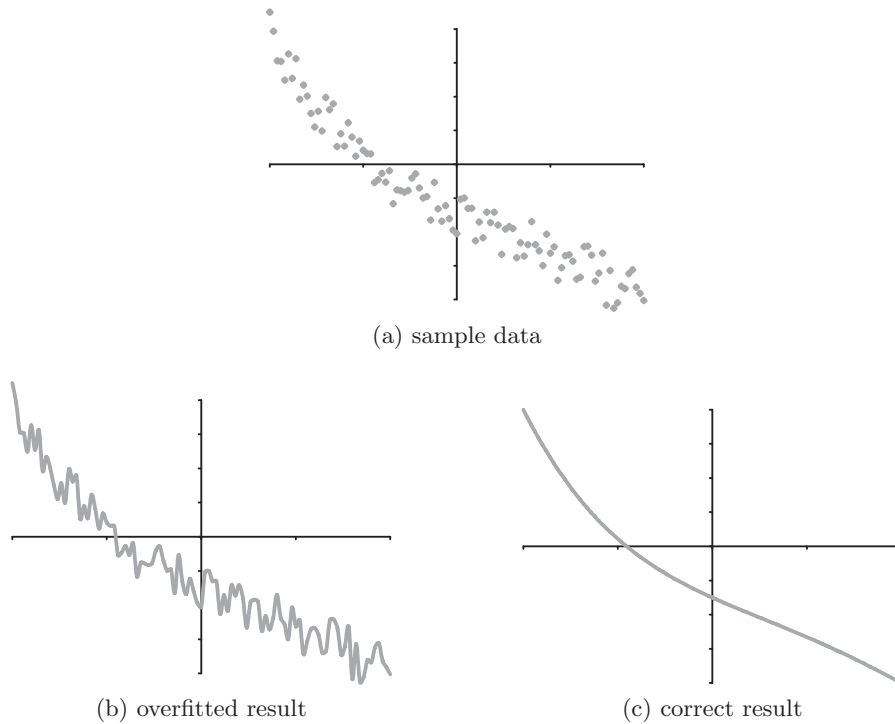 (a) sample data
(b) overfitted result
(c) correct result